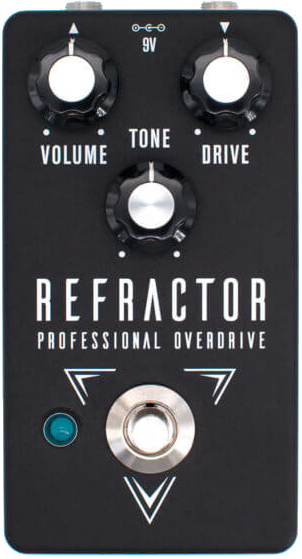 9V
VOLUME
TONE
DRIVE
REFRACTOR
PROFESSIONAL OVERDRIVE